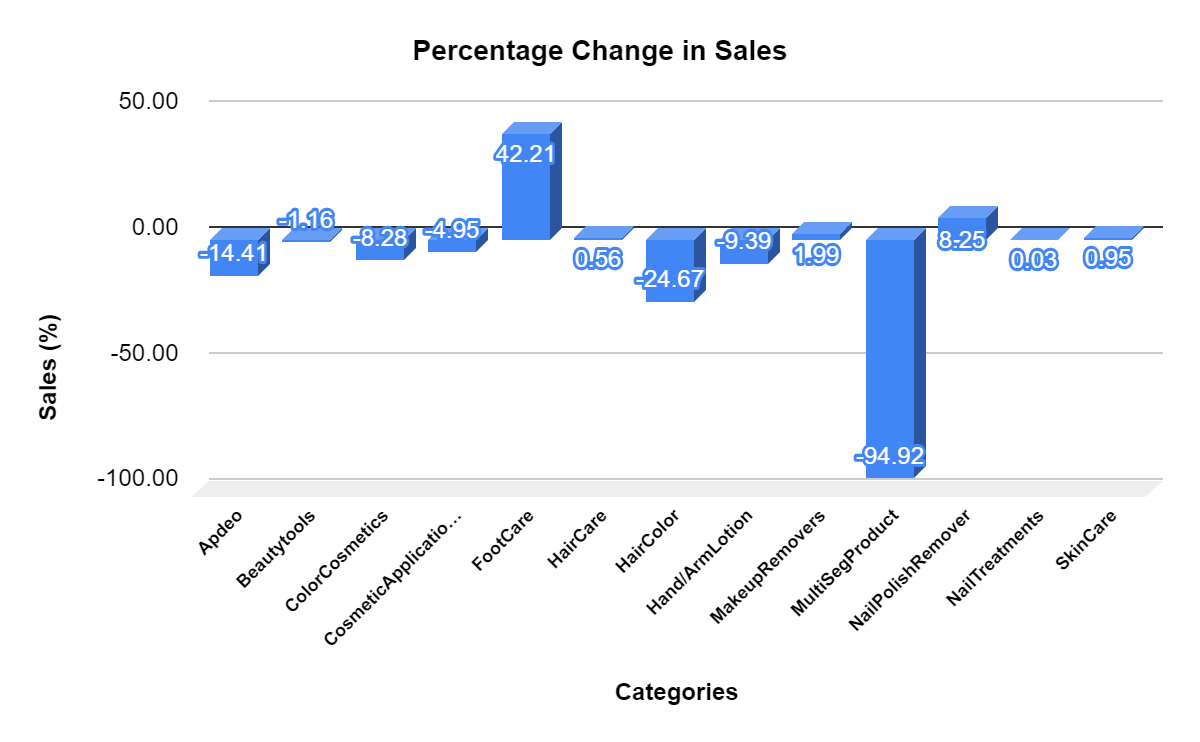 Percentage Change in Sales
50.00
0.00
-50.00
-100.00
Sales (%)
-14.41
-1.16
-8.28
-4.95
42.21
0.56
-24.67
-9.39
1.99
-94.92
8.25
0.03
0.95
Apdeo
Beautytools
ColorCosmetics
CosmeticApplicatio…
FootCare
HairCare
HairColor
Hand/ArmLotion
MakeupRemovers
MultiSegProduct
NailPolishRemover
NailTreatments
SkinCare
Categories